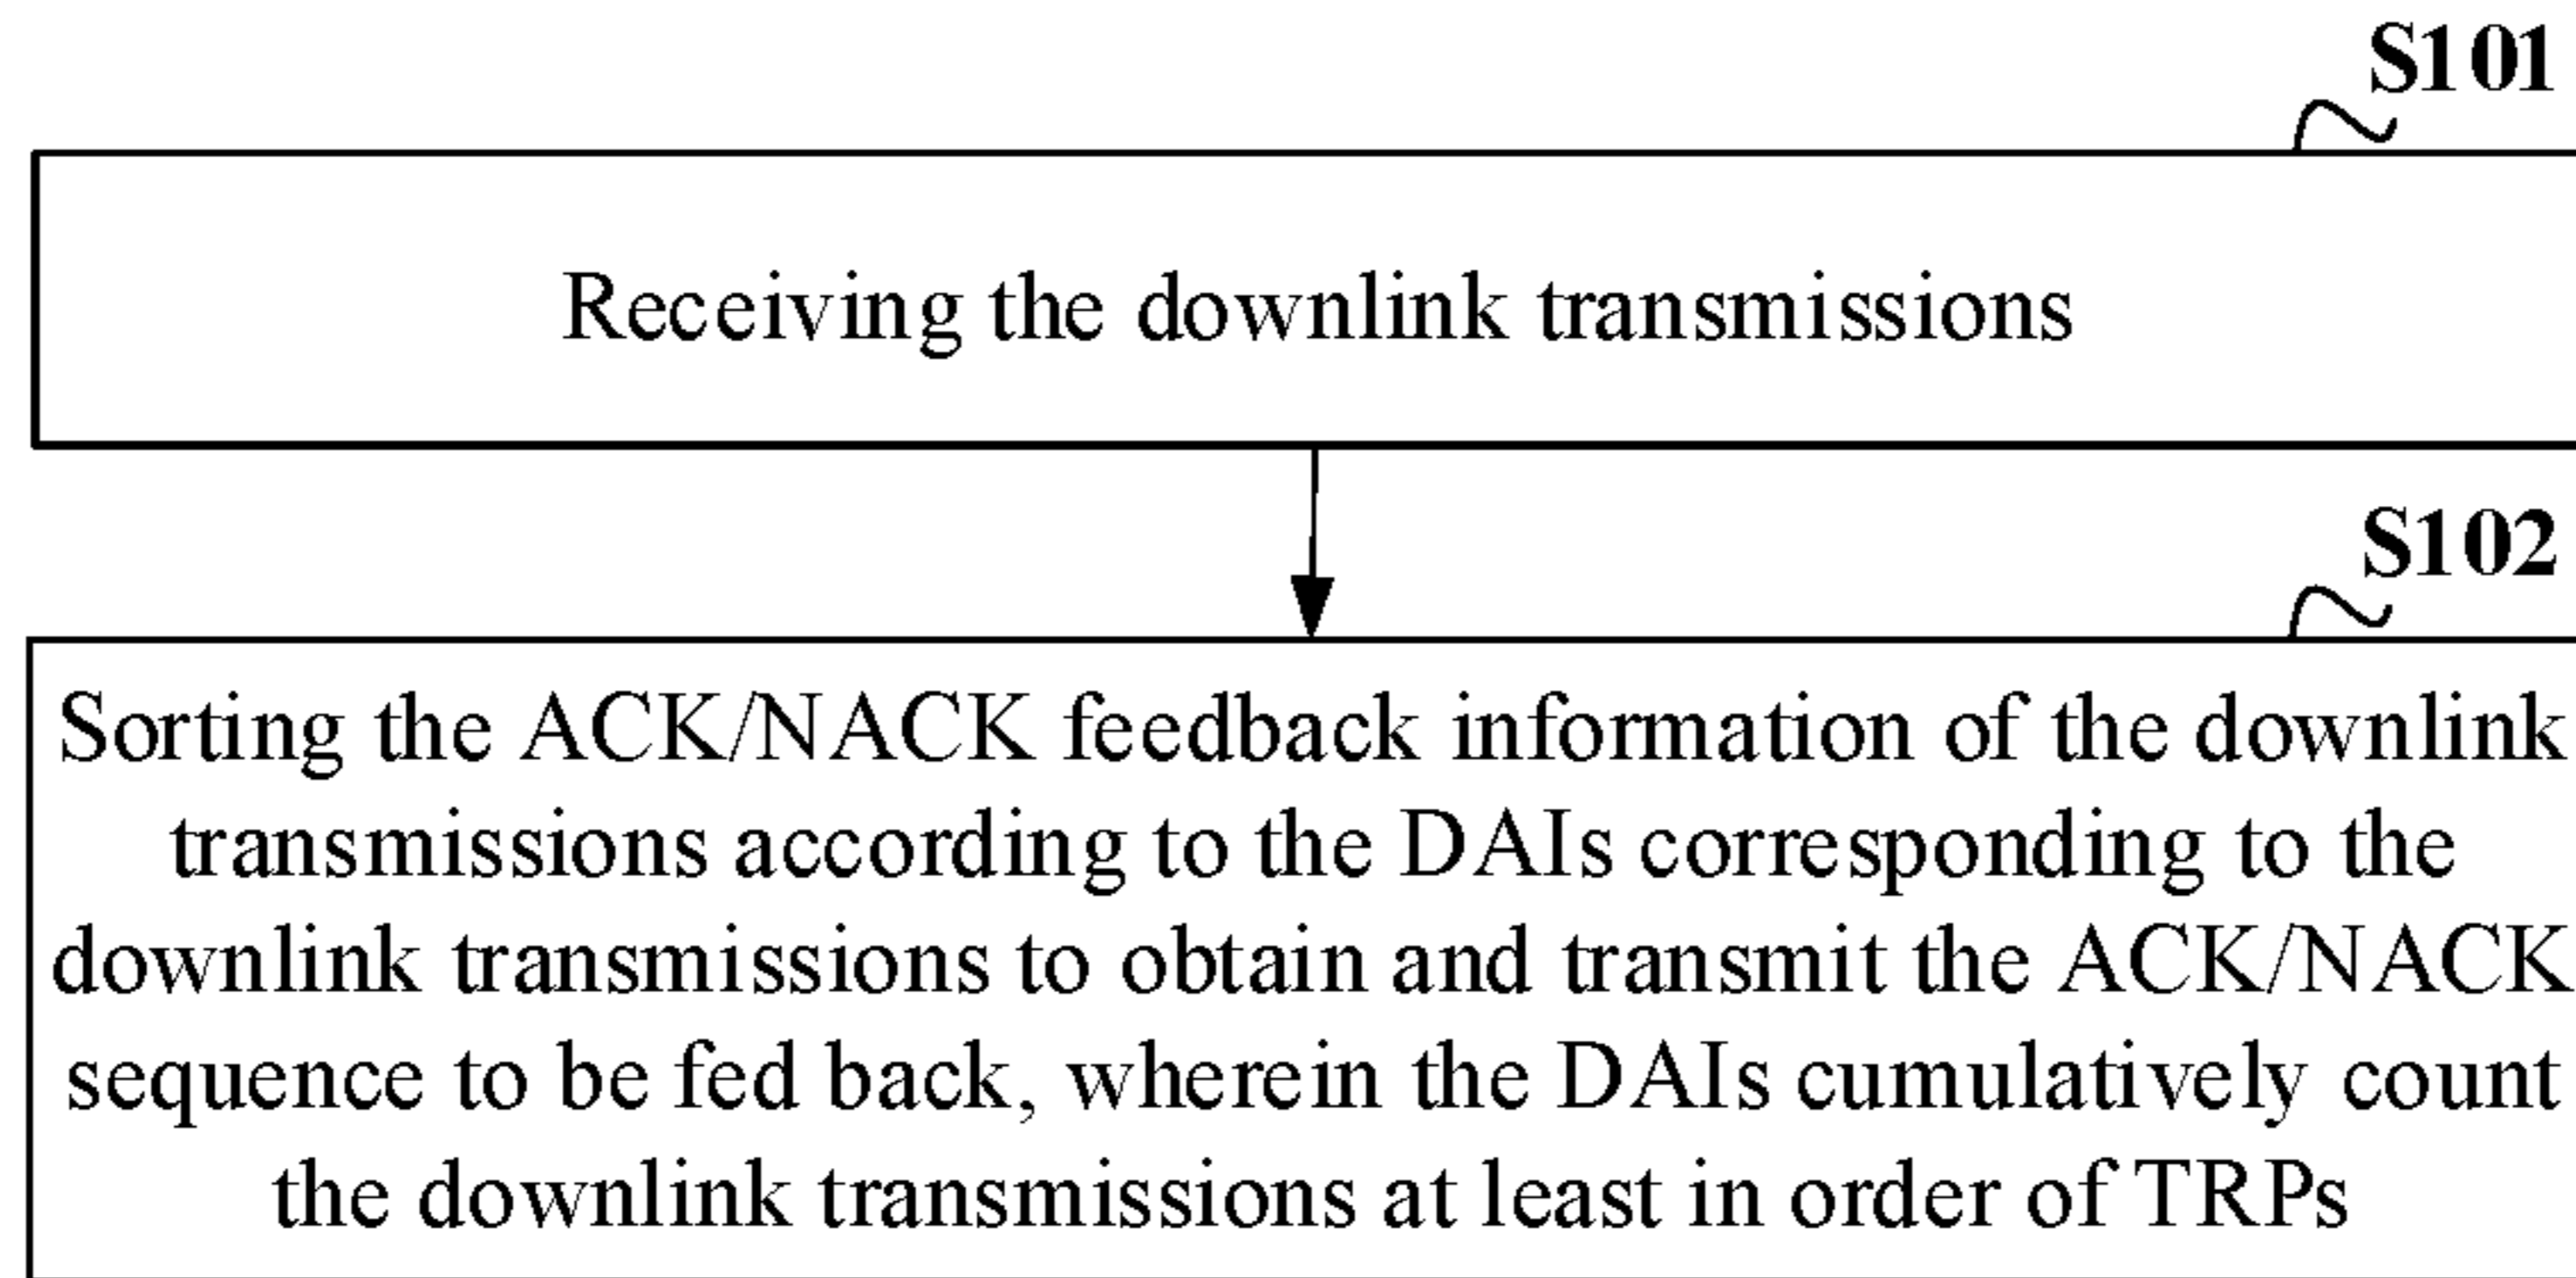 S101
Receiving the downlink transmissions
S102
Sorting the ACK/NACK feedback information of the downlink
transmissions according to the DAIs corresponding to the
downlink transmissions to obtain and transmit the ACK/NACK
sequence to be fed back, wherein the DAIs cumulatively count
the downlink transmissions at least in order of TRPs